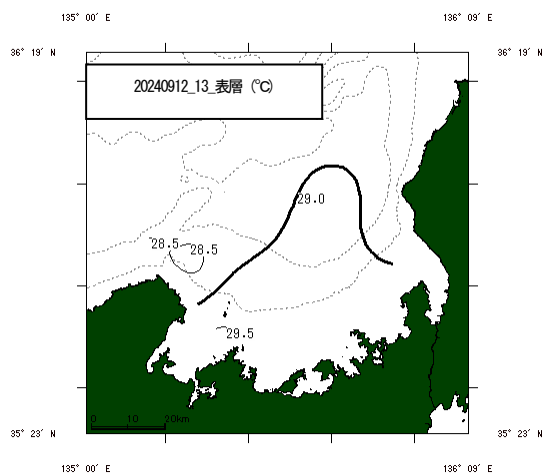 135° 00′ E
136° 09′ E
36° 19′ N
36° 19′ N
20240912_13_表層（℃）
29.0
28.5
28.5
29.5
0 10 20km
35° 23′ N
35° 23′ N
135° 00′ E
136° 09′ E